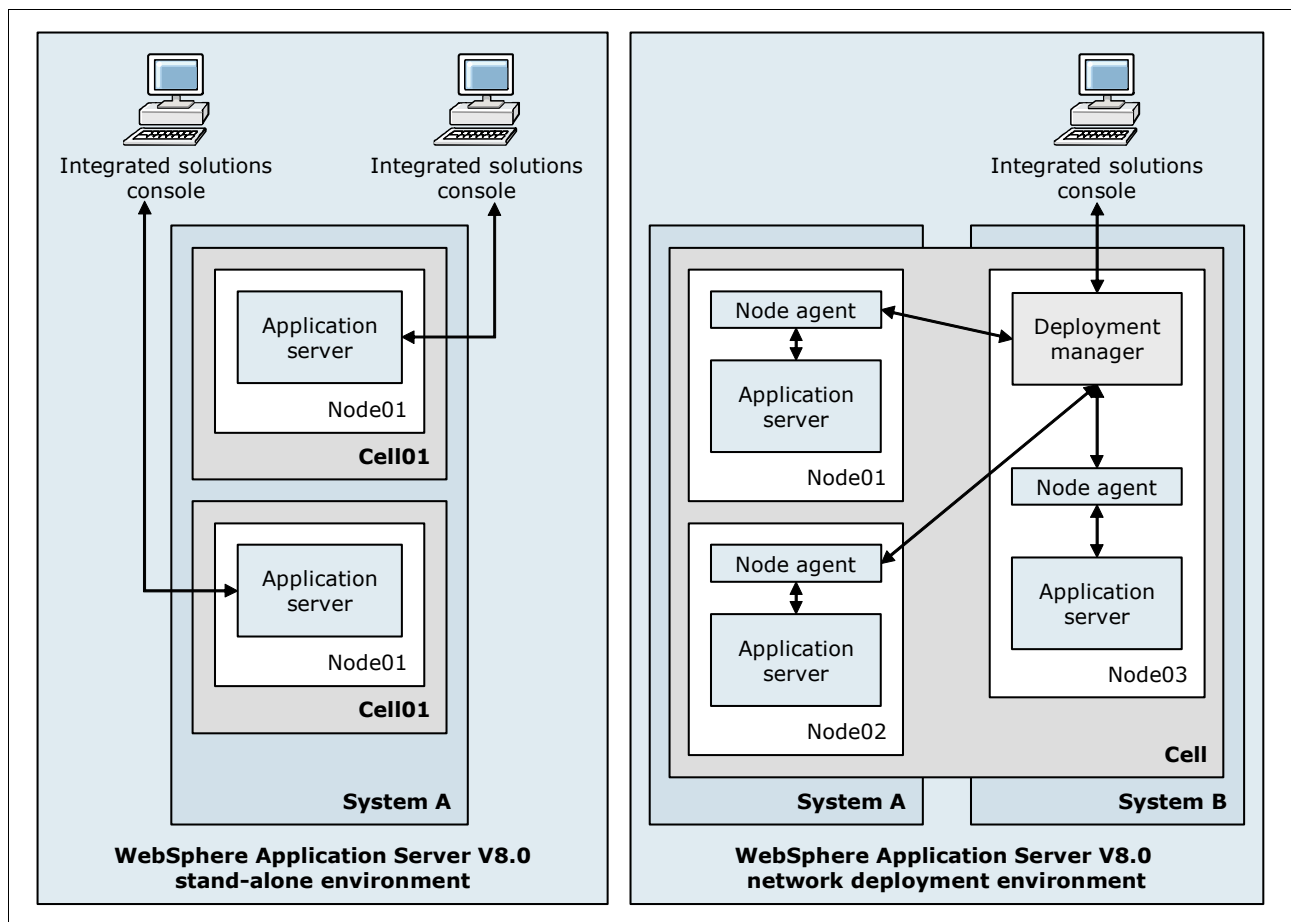 Integrated solutions
console
Integrated solutions
console
Application
server
Node01
Cell01
Application
server
Node01
Cell01
System A
WebSphere Application Server V8.0
stand-alone environment
Integrated solutions
console
Node agent
Application
server
Node01
Node agent
Application
server
Node02
Deployment
manager
Node agent
Application
server
Node03
Cell
System A
System B
WebSphere Application Server V8.0
network deployment environment